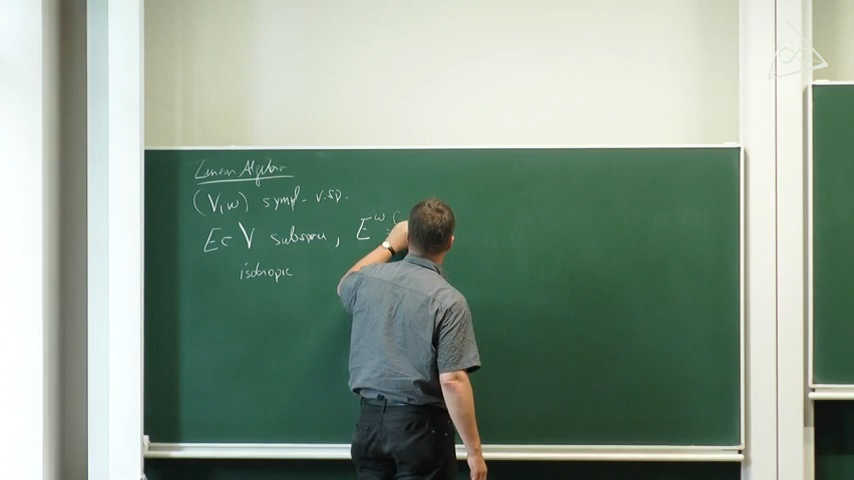 Linear Algebra
(V, ω) sympl. v.sp.
E ⊂ V subspace, E^ω (
isotropic